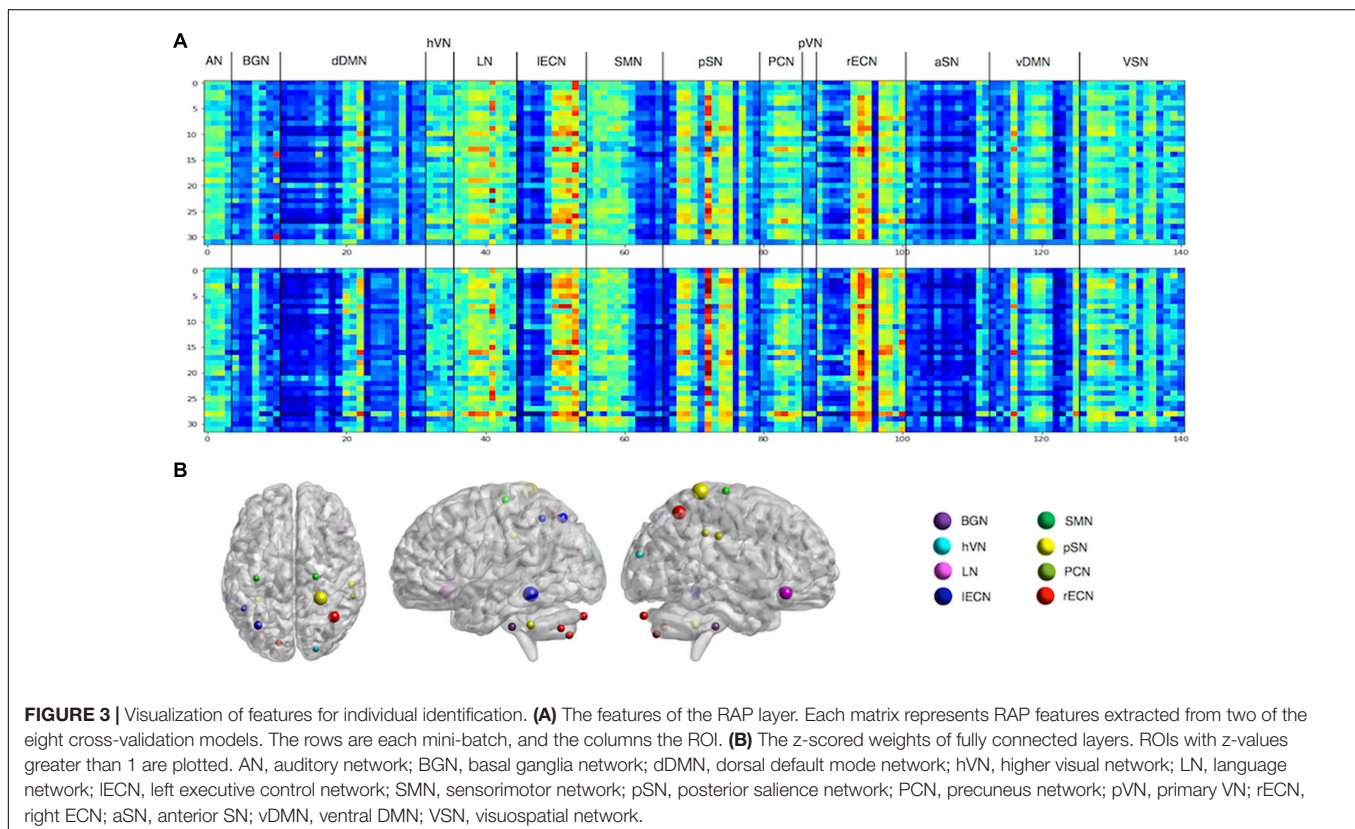 A
hVN pVN
AN BGN dDMN LN lECN SMN pSN PCN rECN aSN vDMN VSN
0
5
10
15
20
25
30
0 20 40 60 80 100 120 140
0
5
10
15
20
25
30
0 20 40 60 80 100 120 140
B
BGN SMN
hVN pSN
LN PCN
lECN rECN
FIGURE 3 | Visualization of features for individual identification. (A) The features of the RAP layer. Each matrix represents RAP features extracted from two of the
eight cross-validation models. The rows are each mini-batch, and the columns the ROI. (B) The z-scored weights of fully connected layers. ROIs with z-values
greater than 1 are plotted. AN, auditory network; BGN, basal ganglia network; dDMN, dorsal default mode network; hVN, higher visual network; LN, language
network; lECN, left executive control network; SMN, sensorimotor network; pSN, posterior salience network; PCN, precuneus network; pVN, primary VN; rECN,
right ECN; aSN, anterior SN; vDMN, ventral DMN; VSN, visuospatial network.